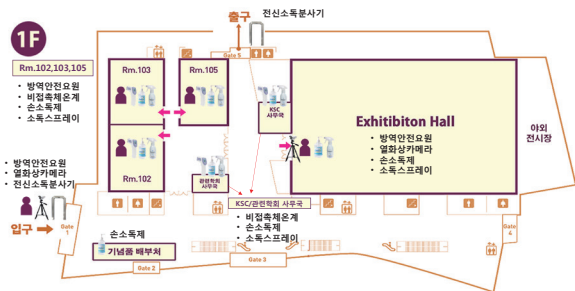 1F
출구
전신소독분사기
Gate 5
Rm.102,103,105
• 방역안전요원
• 비접촉체온계
• 손소독제
• 소독스프레이
Rm.103
Rm.105
KSC
사무국
Exhibititon Hall
• 방역안전요원
• 열화상카메라
• 손소독제
• 소독스프레이
야외
전시장
• 방역안전요원
• 열화상카메라
• 전신소독분사기
Rm.102
관련학회
사무국
KSC/관련학회 사무국
• 비접촉체온계
• 손소독제
• 소독스프레이
입구
Gate 1
손소독제
기념품 배부처
Gate 2
Gate 3
Gate 4